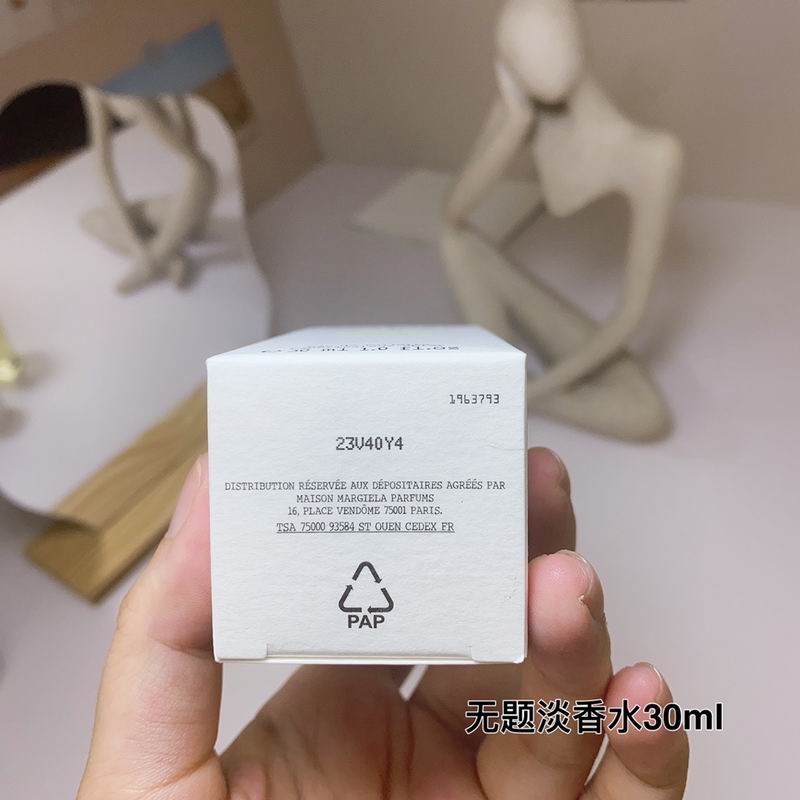 1963793
23V40Y4
DISTRIBUTION RÉSERVÉE AUX DÉPOSITAIRES AGRÉÉS PAR
MAISON MARGIELA PARFUMS
16, PLACE VENDÔME 75001 PARIS.
TSA 75000 93584 ST OUEN CEDEX FR
PAP
无题淡香水30ml